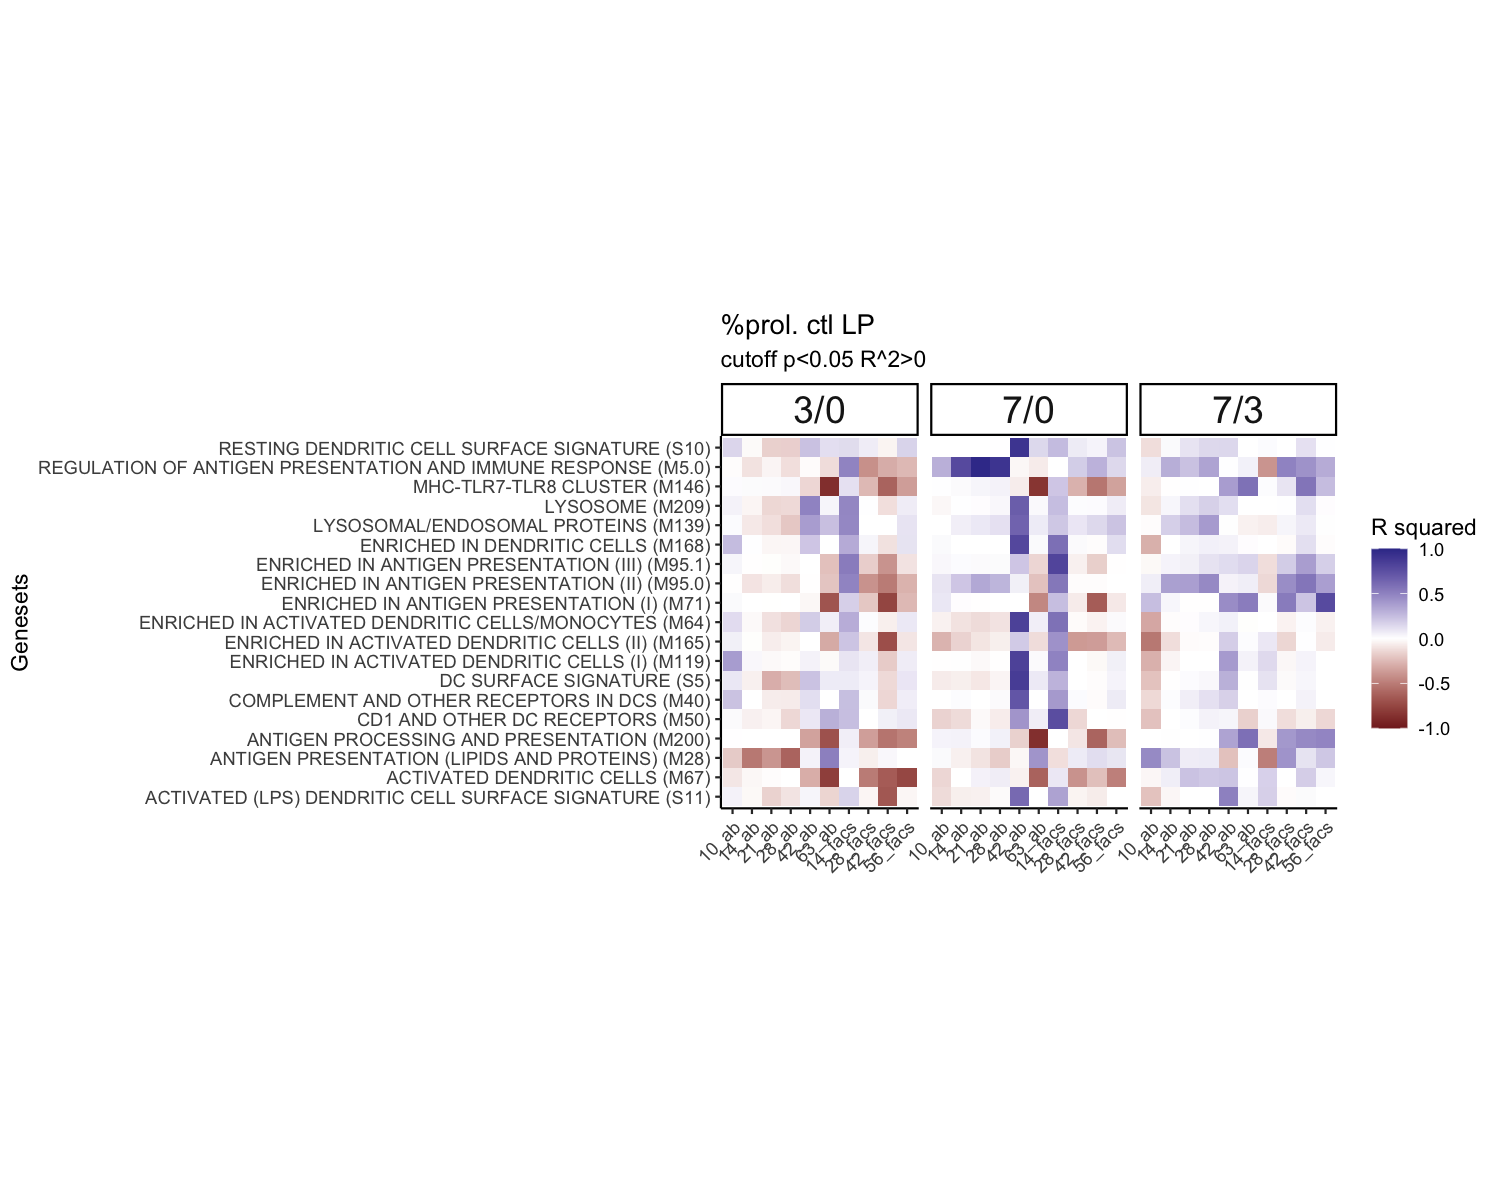 %prol. ctl LP
cutoff p<0.05 R^2>0
3/0
7/0
7/3
RESTING DENDRITIC CELL SURFACE SIGNATURE (S10)
REGULATION OF ANTIGEN PRESENTATION AND IMMUNE RESPONSE (M5.0)
MHC-TLR7-TLR8 CLUSTER (M146)
LYSOSOME (M209)
LYSOSOMAL/ENDOSOMAL PROTEINS (M139)
ENRICHED IN DENDRITIC CELLS (M168)
ENRICHED IN ANTIGEN PRESENTATION (III) (M95.1)
ENRICHED IN ANTIGEN PRESENTATION (II) (M95.0)
ENRICHED IN ANTIGEN PRESENTATION (I) (M71)
ENRICHED IN ACTIVATED DENDRITIC CELLS/MONOCYTES (M64)
ENRICHED IN ACTIVATED DENDRITIC CELLS (II) (M165)
ENRICHED IN ACTIVATED DENDRITIC CELLS (I) (M119)
DC SURFACE SIGNATURE (S5)
COMPLEMENT AND OTHER RECEPTORS IN DCS (M40)
CD1 AND OTHER DC RECEPTORS (M50)
ANTIGEN PROCESSING AND PRESENTATION (M200)
ANTIGEN PRESENTATION (LIPIDS AND PROTEINS) (M28)
ACTIVATED DENDRITIC CELLS (M67)
ACTIVATED (LPS) DENDRITIC CELL SURFACE SIGNATURE (S11)
Genesets
10_ab
14_ab
21_ab
28_ab
42_ab
63_ab
14_facs
28_facs
42_facs
56_facs
10_ab
14_ab
21_ab
28_ab
42_ab
63_ab
14_facs
28_facs
42_facs
56_facs
10_ab
14_ab
21_ab
28_ab
42_ab
63_ab
14_facs
28_facs
42_facs
56_facs
R squared
1.0
0.5
0.0
-0.5
-1.0